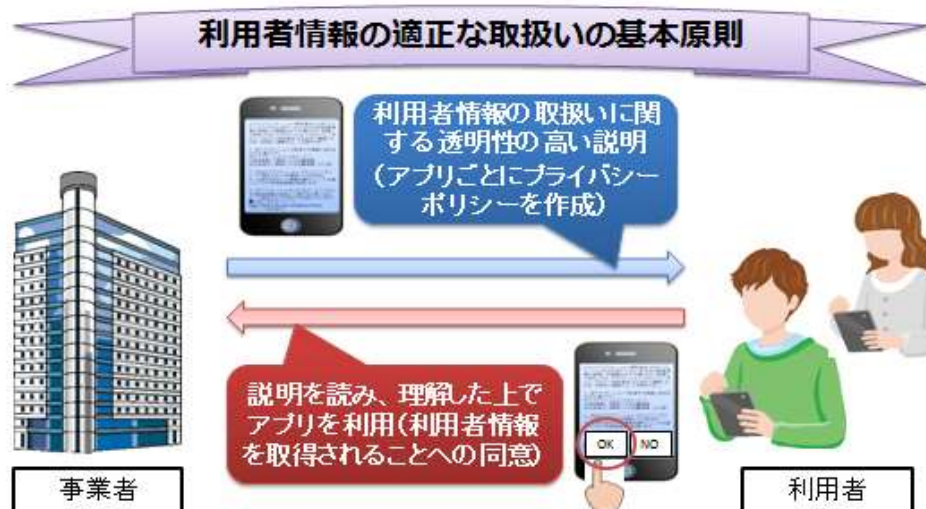 利用者情報の適正な取扱いの基本原則
利用者情報の取扱いに関
する透明性の高い説明
(アプリごとにプライバシー
ポリシーを作成)
説明を読み、理解した上で
アプリを利用(利用者情報
を取得されることへの同意)
OK NO
事業者
利用者